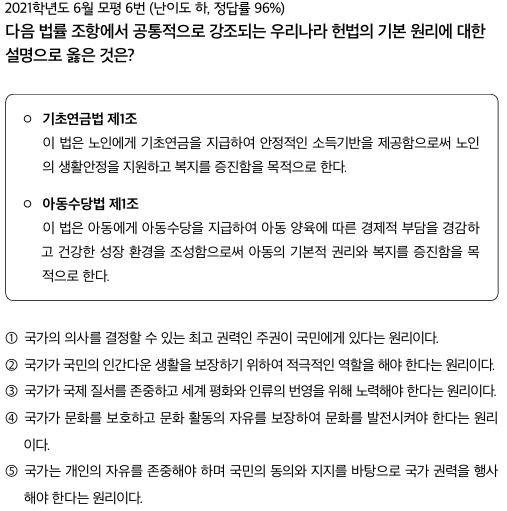 2021학년도 6월 모평 6번 (난이도 하, 정답률 96%)
다음 법률 조항에서 공통적으로 강조되는 우리나라 헌법의 기본 원리에 대한
설명으로 옳은 것은?
○ 기초연금법 제1조
이 법은 노인에게 기초연금을 지급하여 안정적인 소득기반을 제공함으로써 노인
의 생활안정을 지원하고 복지를 증진함을 목적으로 한다.
○ 아동수당법 제1조
이 법은 아동에게 아동수당을 지급하여 아동 양육에 따른 경제적 부담을 경감하
고 건강한 성장 환경을 조성함으로써 아동의 기본적 권리와 복지를 증진함을 목
적으로 한다.
① 국가의 의사를 결정할 수 있는 최고 권력인 주권이 국민에게 있다는 원리이다.
② 국가가 국민의 인간다운 생활을 보장하기 위하여 적극적인 역할을 해야 한다는 원리이다.
③ 국가가 국제 질서를 존중하고 세계 평화와 인류의 번영을 위해 노력해야 한다는 원리이다.
④ 국가가 문화를 보호하고 문화 활동의 자유를 보장하여 문화를 발전시켜야 한다는 원리
이다.
⑤ 국가는 개인의 자유를 존중해야 하며 국민의 동의와 지지를 바탕으로 국가 권력을 행사
해야 한다는 원리이다.